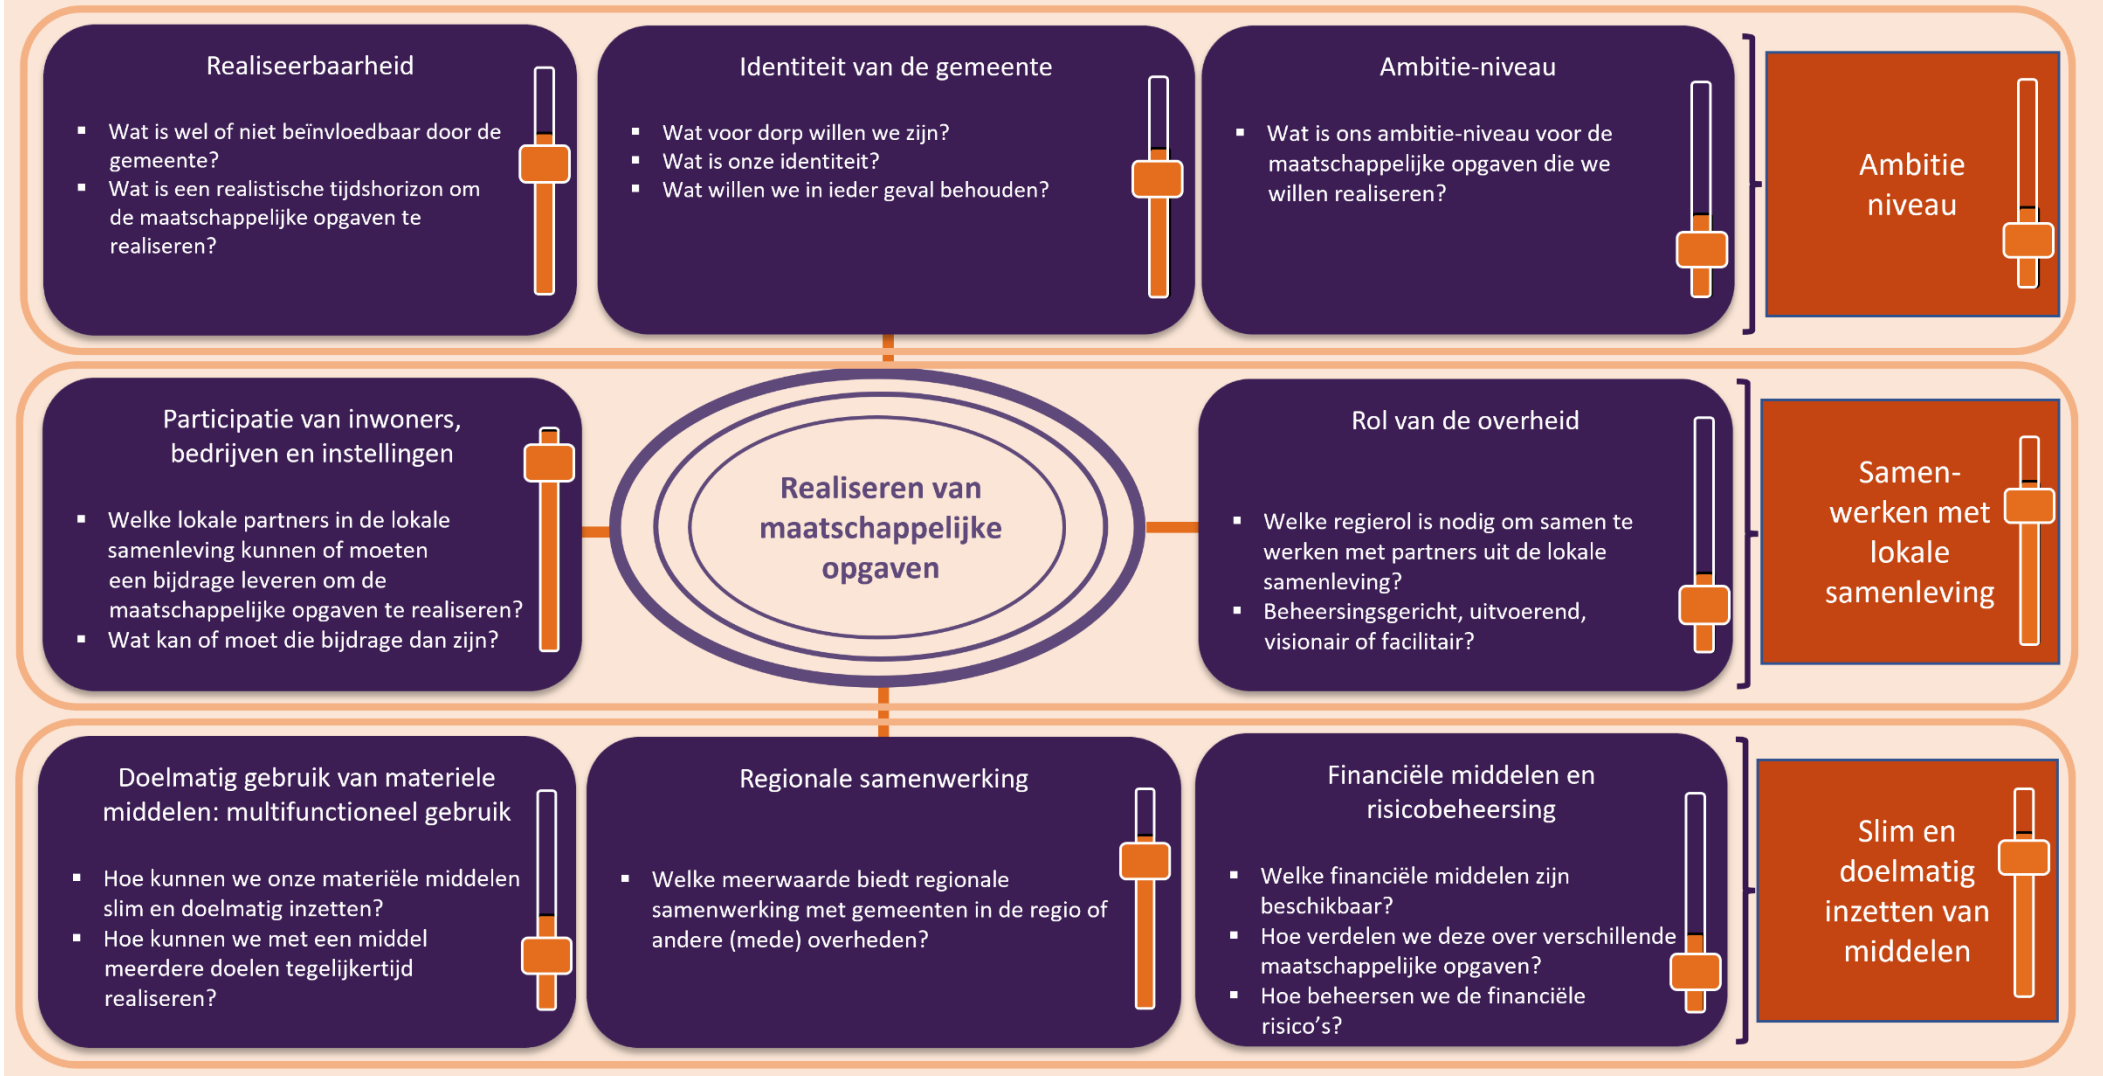 Realiseerbaarheid
▪ Wat is wel of niet beïnvloedbaar door de
gemeente?
▪ Wat is een realistische tijdshorizon om
de maatschappelijke opgaven te
realiseren?
Identiteit van de gemeente
▪ Wat voor dorp willen we zijn?
▪ Wat is onze identiteit?
▪ Wat willen we in ieder geval behouden?
Ambitie-niveau
▪ Wat is ons ambitie-niveau voor de
maatschappelijke opgaven die we
willen realiseren?
Ambitie
niveau
Participatie van inwoners,
bedrijven en instellingen
▪ Welke lokale partners in de lokale
samenleving kunnen of moeten
een bijdrage leveren om de
maatschappelijke opgaven te realiseren?
▪ Wat kan of moet die bijdrage dan zijn?
Realiseren van
maatschappelijke
opgaven
Rol van de overheid
▪ Welke regierol is nodig om samen te
werken met partners uit de lokale
samenleving?
▪ Beheersingsgericht, uitvoerend,
visionair of facilitair?
Samen-
werken met
lokale
samenleving
Doelmatig gebruik van materiele
middelen: multifunctioneel gebruik
▪ Hoe kunnen we onze materiële middelen
slim en doelmatig inzetten?
▪ Hoe kunnen we met een middel
meerdere doelen tegelijkertijd
realiseren?
Regionale samenwerking
▪ Welke meerwaarde biedt regionale
samenwerking met gemeenten in de regio of
andere (mede) overheden?
Financiële middelen en
risicobeheersing
▪ Welke financiële middelen zijn
beschikbaar?
▪ Hoe verdelen we deze over verschillende
maatschappelijke opgaven?
▪ Hoe beheersen we de financiële
risico's?
Slim en
doelmatig
inzetten van
middelen